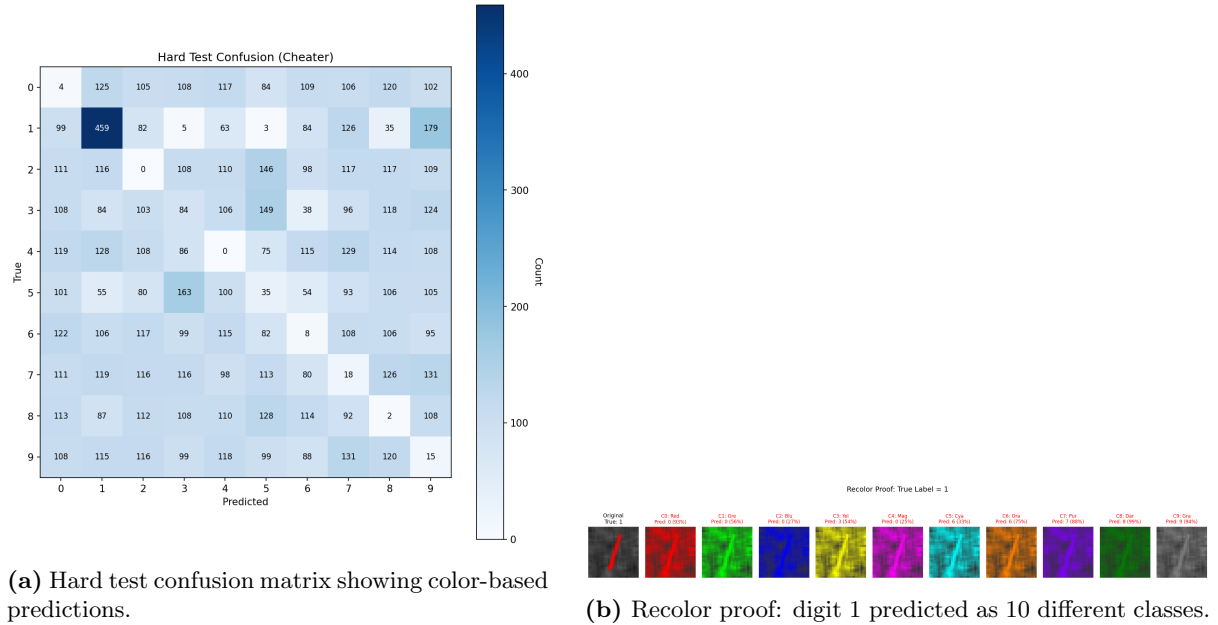 Hard Test Confusion (Cheater)
0 4 125 105 108 117 84 109 106 120 102
1 99 459 82 5 63 3 84 126 35 179
2 111 116 0 108 110 146 98 117 117 109
3 108 84 103 84 106 149 38 96 118 124
4 119 128 108 86 0 75 115 129 114 108
5 101 55 80 163 100 35 54 93 106 105
6 122 106 117 99 115 82 8 108 106 95
7 111 119 116 116 98 113 80 18 126 131
8 113 87 112 108 110 128 114 92 2 108
9 108 115 116 99 118 99 88 131 120 15
0 1 2 3 4 5 6 7 8 9
Predicted
True
400
300
200
100
0
Count
(a) Hard test confusion matrix showing color-based
predictions.
Recolor Proof: True Label = 1
Original C0: Red C1: Gre C2: Blu C3: Yel C4: Mag C5: Cya C6: Ora C7: Pur C8: Dar C9: Gra
True: 1 Pred: 0 (93%) Pred: 0 (27%) Pred: 3 (54%) Pred: 0 (25%) Pred: 6 (33%) Pred: 6 (75%) Pred: 7 (88%) Pred: 8 (99%) Pred: 9 (94%)
(b) Recolor proof: digit 1 predicted as 10 different classes.